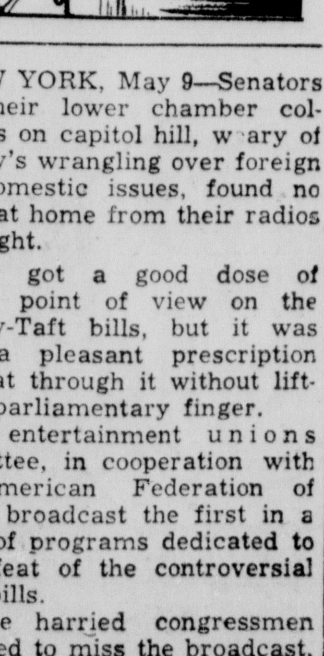 YORK, May 9—Senators
eir lower chamber col-
s on capitol hill, w ary of
y's wrangling over foreign
omestic issues, found no
at home from their radios
ght.
got a good dose of
point of view on the
y-Taft bills, but it was
a pleasant prescription
at through it without lift-
parliamentary finger.
entertainment unions
ttee, in cooperation with
merican Federation of
broadcast the first in a
of programs dedicated to
feat of the controversial
ills.
e harried congressmen
ed to miss the broadcast.